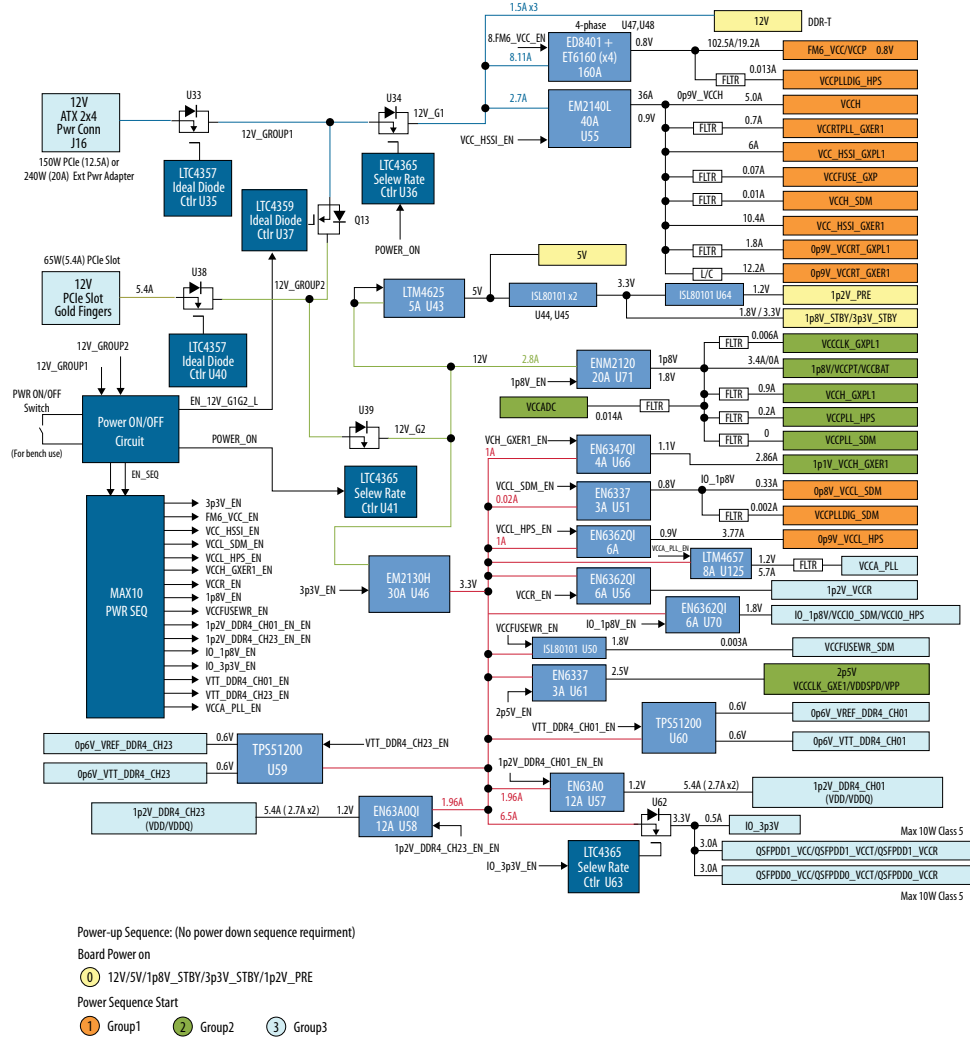 1.5A x3
12V
DDR-T
4-phase
U47,U48
8.FM6_VCC_EN
8.11A
ED8401 +
ET6160 (x4)
160A
0.8V
102.5A/19.2A
FM6_VCC/VCCP 0.8V
FLTR
0.013A
VCCPLLDIG_HPS
12V
ATX 2x4
Pwr Conn
J16
150W PCIe (12.5A) or
240W (20A) Ext Pwr Adapter
U33
LTC4357
Ideal Diode
Ctlr U35
12V_GROUP1
U34
12V_G1
LTC4365
Selew Rate
Ctlr U36
POWER_ON
2.7A
VCC_HSSI_EN
EM2140L
40A
U55
36A
0.9V
0p9V_VCCH
5.0A
VCCH
FLTR
0.7A
VCCRTPLL_GXER1
6A
VCC_HSSI_GXPL1
FLTR
0.07A
VCCFUSE_GXP
FLTR
0.01A
VCCH_SDM
10.4A
VCC_HSSI_GXER1
FLTR
1.8A
0p9V_VCCRT_GXPL1
L/C
12.2A
0p9V_VCCRT_GXER1
LTC4359
Ideal Diode
Ctlr U37
Q13
65W(5.4A) PCIe Slot
12V
PCIe Slot
Gold Fingers
5.4A
U38
12V_GROUP2
LTC4357
Ideal Diode
Ctlr U40
5V
LTM4625
5A U43
5V
ISL80101 x2
U44, U45
3.3V
ISL80101 U64
1.2V
1p2V_PRE
1.8V / 3.3V
1p8V_STBY/3p3V_STBY
12V
2.8A
1p8V_EN
ENM2120
20A U71
1p8V
1.8V
FLTR
0.006A
VCCCLK_GXPL1
3.4A/0A
1p8V/VCCPT/VCCBAT
VCCADC
0.014A
FLTR
FLTR
0.9A
VCCH_GXPL1
FLTR
0.2A
VCCPLL_HPS
FLTR
0
VCCPLL_SDM
12V_GROUP2
12V_GROUP1
PWR ON/OFF
Switch
(For bench use)
Power ON/OFF
Circuit
EN_12V_G1G2_L
POWER_ON
EN_SEQ
U39
12V_G2
LTC4365
Selew Rate
Ctlr U41
VCH_GXER1_EN
1A
EN6347QI
4A U66
1.1V
2.86A
1p1V_VCCH_GXER1
VCCL_SDM_EN
0.02A
EN6337
3A U51
0.8V
IO_1p8V
0.33A
0p8V_VCCL_SDM
FLTR
0.002A
VCCPLLDIG_SDM
VCCL_HPS_EN
1A
EN6362QI
6A
0.9V
3.77A
0p9V_VCCL_HPS
VCCA_PLL_EN
LTM4657
8A U125
1.2V
5.7A
FLTR
VCCA_PLL
MAX10
PWR SEQ
3p3V_EN
FM6_VCC_EN
VCC_HSSI_EN
VCCL_SDM_EN
VCCL_HPS_EN
VCCH_GXER1_EN
VCCR_EN
1p8V_EN
VCCFUSEWR_EN
1p2V_DDR4_CH01_EN_EN
1p2V_DDR4_CH23_EN_EN
IO_1p8V_EN
IO_3p3V_EN
VTT_DDR4_CH01_EN
VTT_DDR4_CH23_EN
VCCA_PLL_EN
3p3V_EN
EM2130H
30A U46
3.3V
VCCR_EN
EN6362QI
6A U56
1p2V_VCCR
IO_1p8V_EN
EN6362QI
6A U70
1.8V
IO_1p8V/VCCIO_SDM/VCCIO_HPS
VCCFUSEWR_EN
ISL80101 U50
1.8V
0.003A
VCCFUSEWR_SDM
2p5V_EN
EN6337
3A U61
2.5V
2p5V
VCCCLK_GXE1/VDDSPD/VPP
VTT_DDR4_CH01_EN
TPS51200
U60
0.6V
0p6V_VREF_DDR4_CH01
0.6V
0p6V_VTT_DDR4_CH01
0p6V_VREF_DDR4_CH23
0.6V
0p6V_VTT_DDR4_CH23
0.6V
TPS51200
U59
VTT_DDR4_CH23_EN
1p2V_DDR4_CH01_EN_EN
1.96A
EN63A0
12A U57
1.2V
5.4A (2.7A x2)
1p2V_DDR4_CH01
(VDD/VDDQ)
1p2V_DDR4_CH23
(VDD/VDDQ)
5.4A ( 2.7A x2)
1.2V
EN63A0QI
12A U58
1.96A
1p2V_DDR4_CH23_EN_EN
6.5A
U62
3.3V
0.5A
IO_3p3V
Max 10W Class 5
IO_3p3V_EN
LTC4365
Selew Rate
Ctlr U63
3.0A
QSFPDD1_VCC/QSFPDD1_VCCT/QSFPDD1_VCCR
3.0A
QSFPDD0_VCC/QSFPDD0_VCCT/QSFPDD0_VCCR
Max 10W Class 5
Power-up Sequence: (No power down sequence requirment)
Board Power on
0 12V/5V/1p8V_STBY/3p3V_STBY/1p2V_PRE
Power Sequence Start
1 Group1 2 Group2 3 Group3